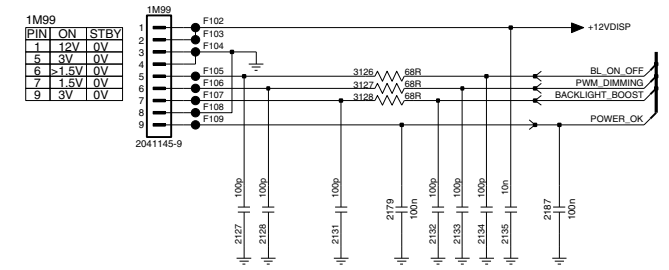 1M99
PIN ON STBY
1 12V 0V
5 3V 0V
6 >1.5V 0V
7 1.5V 0V
9 3V 0V
1M99
1 F102
2 F103
3 F104
4
5 F105
6 F106
7 F107
8 F108
9 F109
2041145-9
+12VDISP
3126 68R BL_ON_OFF
3127 68R PWM_DIMMING
3128 68R BACKLIGHT_BOOST
POWER_OK
2127 100p
2128 100p
2131 100p
2179 100n
2132 100p
2133 100p
2134 100p
2135 10n
2187 100n